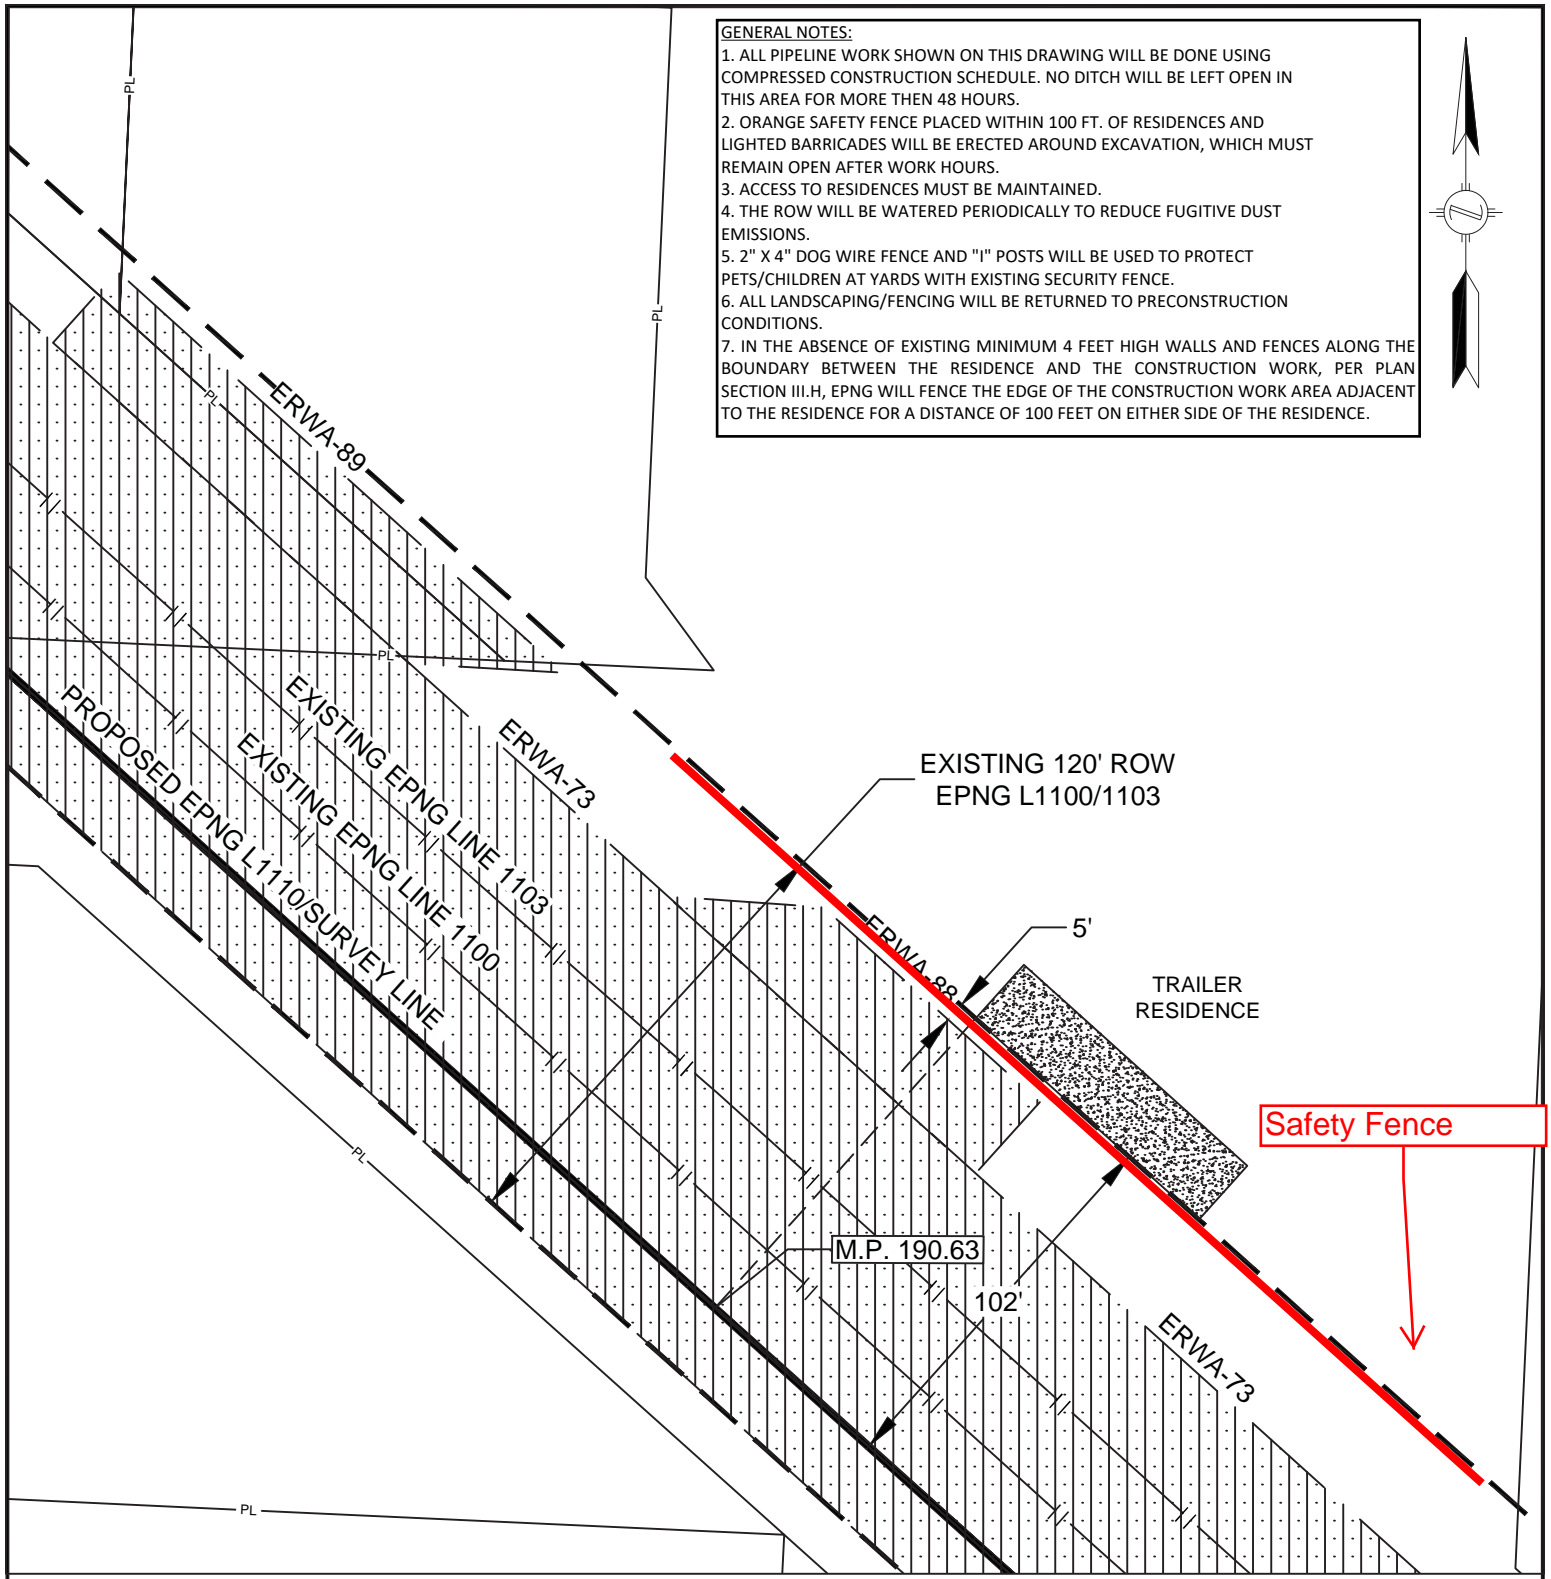 GENERAL NOTES:
1. ALL PIPELINE WORK SHOWN ON THIS DRAWING WILL BE DONE USING
COMPRESSED CONSTRUCTION SCHEDULE. NO DITCH WILL BE LEFT OPEN IN
THIS AREA FOR MORE THEN 48 HOURS.
2. ORANGE SAFETY FENCE PLACED WITHIN 100 FT. OF RESIDENCES AND
LIGHTED BARRICADES WILL BE ERECTED AROUND EXCAVATION, WHICH MUST
REMAIN OPEN AFTER WORK HOURS.
3. ACCESS TO RESIDENCES MUST BE MAINTAINED.
4. THE ROW WILL BE WATERED PERIODICALLY TO REDUCE FUGITIVE DUST
EMISSIONS.
5. 2" X 4" DOG WIRE FENCE AND "I" POSTS WILL BE USED TO PROTECT
PETS/CHILDREN AT YARDS WITH EXISTING SECURITY FENCE.
6. ALL LANDSCAPING/FENCING WILL BE RETURNED TO PRECONSTRUCTION
CONDITIONS.
7. IN THE ABSENCE OF EXISTING MINIMUM 4 FEET HIGH WALLS AND FENCES ALONG THE
BOUNDARY BETWEEN THE RESIDENCE AND THE CONSTRUCTION WORK, PER PLAN
SECTION III.H, EPNG WILL FENCE THE EDGE OF THE CONSTRUCTION WORK AREA ADJACENT
TO THE RESIDENCE FOR A DISTANCE OF 100 FEET ON EITHER SIDE OF THE RESIDENCE.
PL
PL
PL
ERWA-89
PL
EXISTING EPNG LINE 1103
ERWA-73
PROPOSED EPNG L1110/SURVEY LINE
EXISTING EPNG LINE 1100
EXISTING 120' ROW
EPNG L1100/1103
ERWA-88
5'
TRAILER
RESIDENCE
Safety Fence
PL
M.P. 190.63
102'
ERWA-73
PL